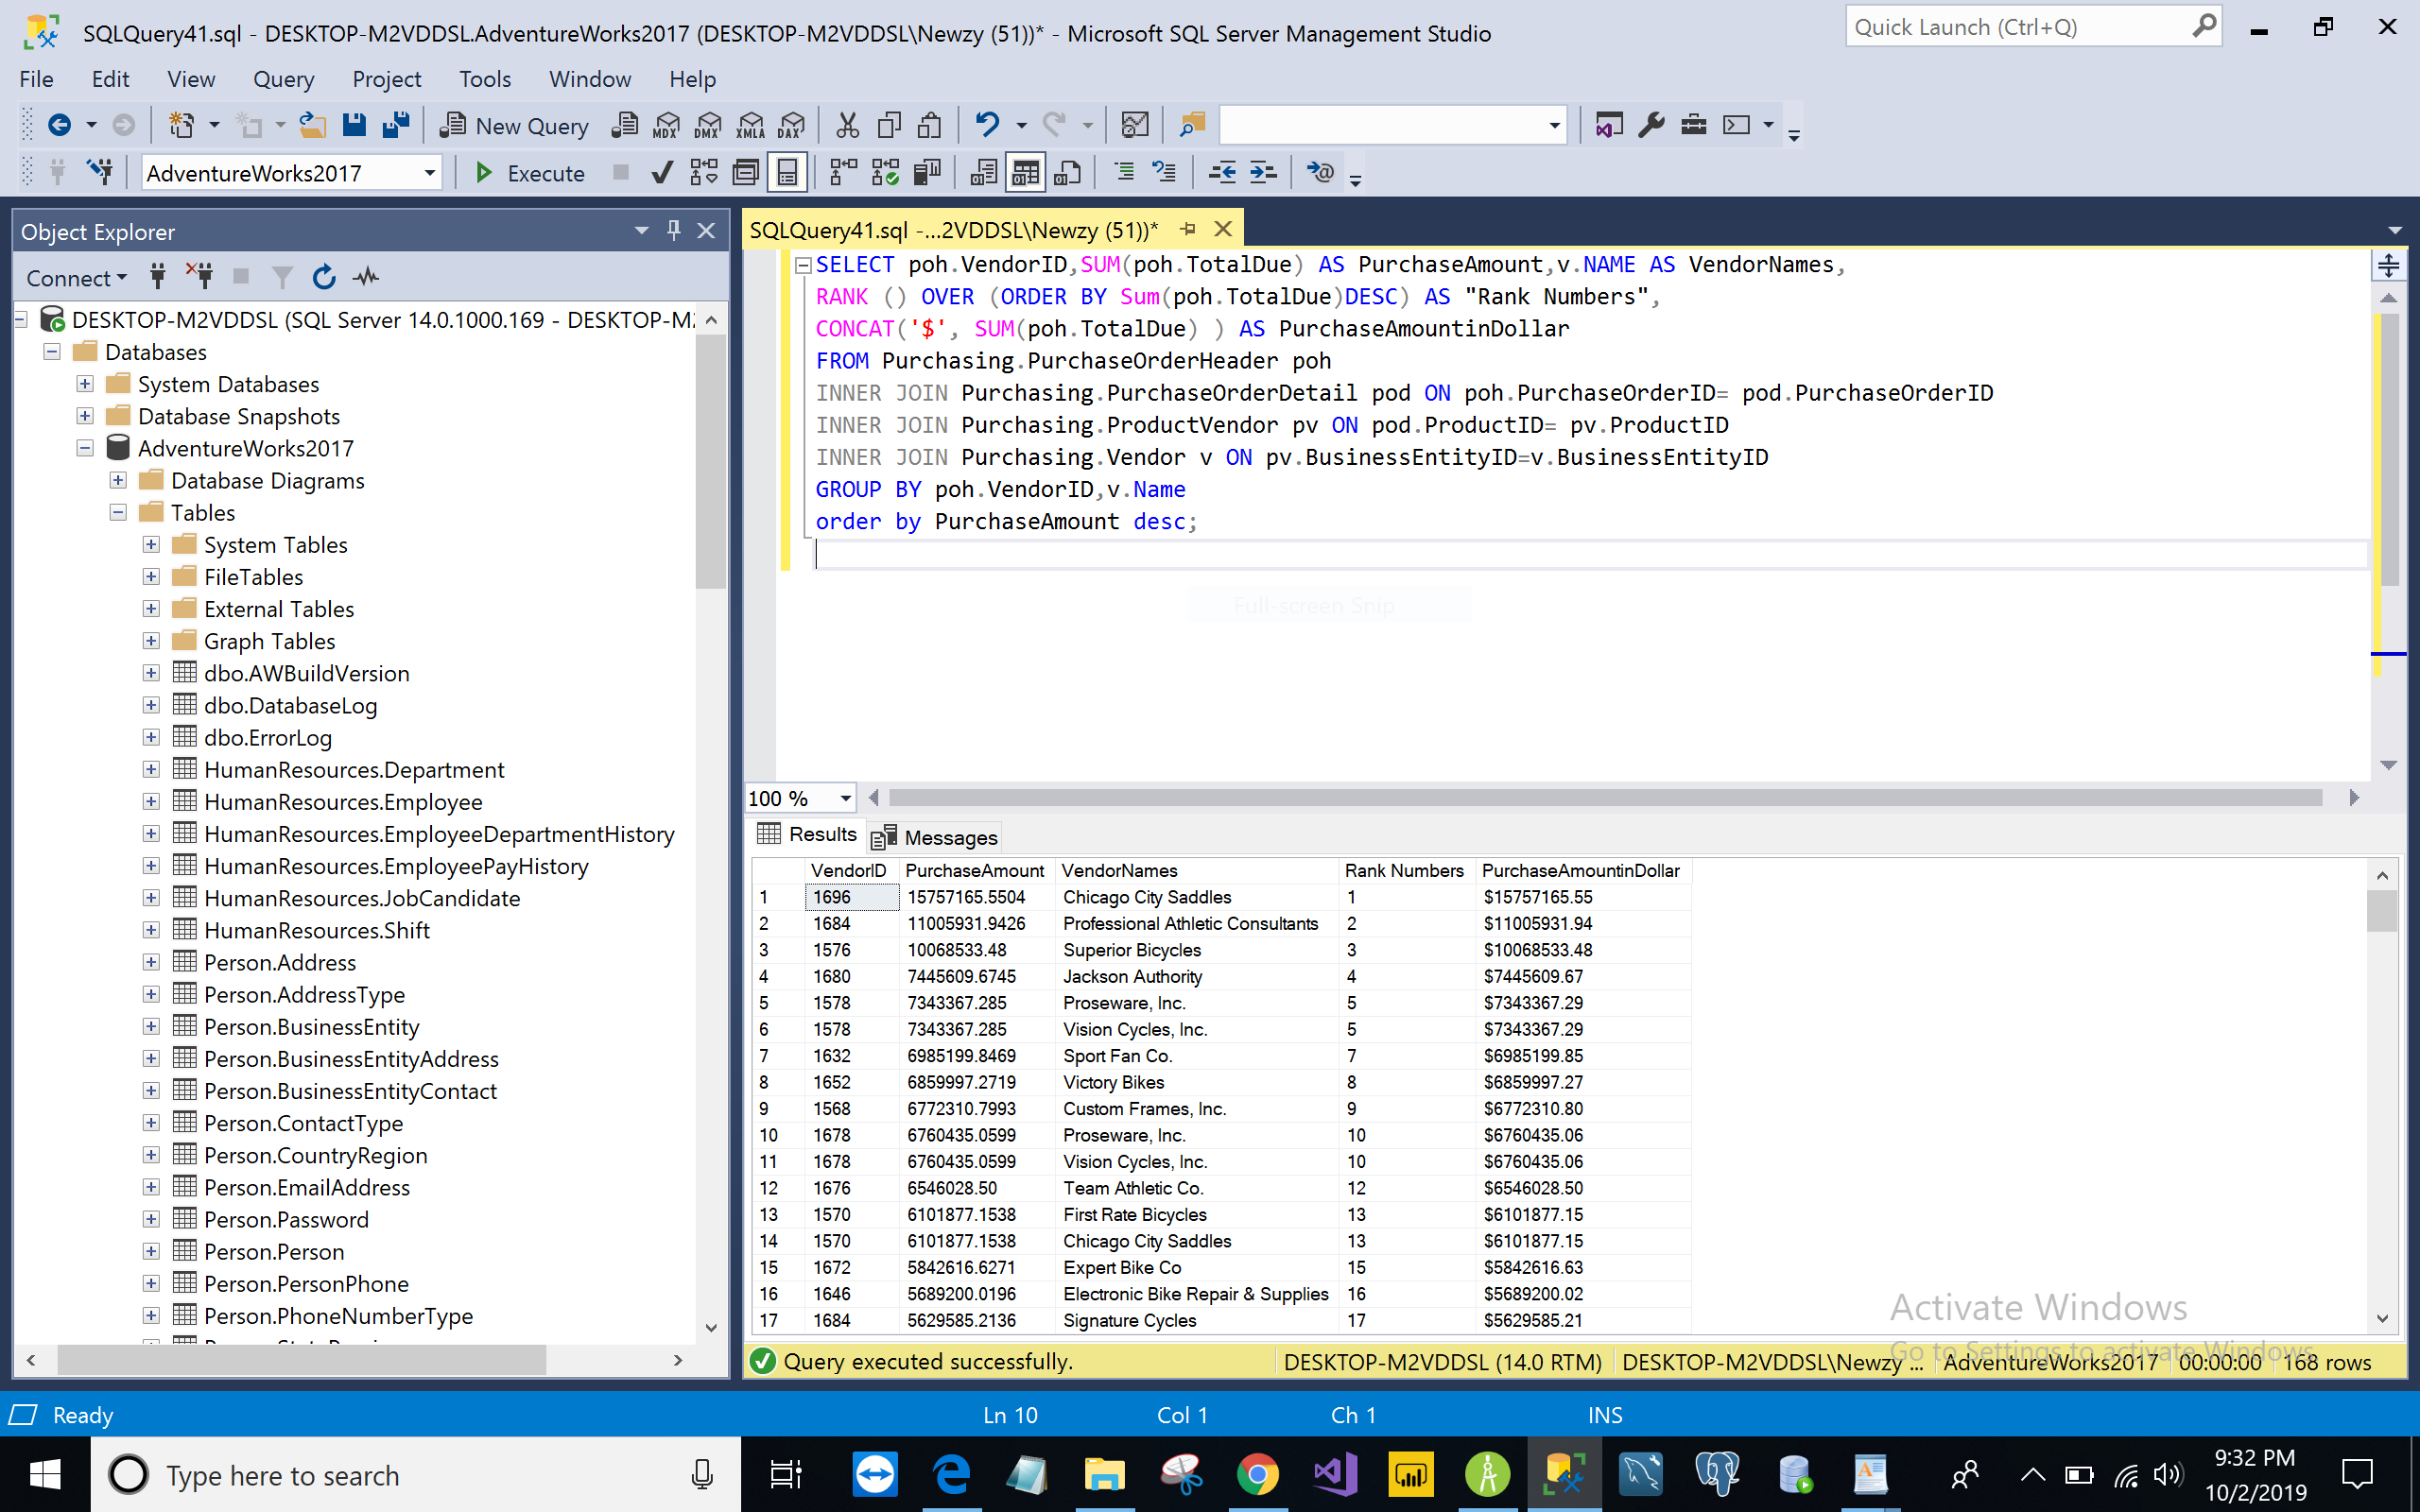 SQLQuery41.sql - DESKTOP-M2VDDSL.AdventureWorks2017 (DESKTOP-M2VDDSL\Newzy (51))* - Microsoft SQL Server Management Studio
Quick Launch (Ctrl+Q)
File Edit View Query Project Tools Window Help
New Query MDX DMX XMLA DAX
AdventureWorks2017 Execute
Object Explorer
Connect
DESKTOP-M2VDDSL (SQL Server 14.0.1000.169 - DESKTOP-M
Databases
System Databases
Database Snapshots
AdventureWorks2017
Database Diagrams
Tables
System Tables
FileTables
External Tables
Graph Tables
dbo.AWBuildVersion
dbo.DatabaseLog
dbo.ErrorLog
HumanResources.Department
HumanResources.Employee
HumanResources.EmployeeDepartmentHistory
HumanResources.EmployeePayHistory
HumanResources.JobCandidate
HumanResources.Shift
Person.Address
Person.AddressType
Person.BusinessEntity
Person.BusinessEntityAddress
Person.BusinessEntityContact
Person.ContactType
Person.CountryRegion
Person.EmailAddress
Person.Password
Person.Person
Person.PersonPhone
Person.PhoneNumberType
SQLQuery41.sql -...2VDDSL\Newzy (51))*
SELECT poh.VendorID,SUM(poh.TotalDue) AS PurchaseAmount,v.NAME AS VendorNames,
RANK () OVER (ORDER BY Sum(poh.TotalDue)DESC) AS "Rank Numbers",
CONCAT('$', SUM(poh.TotalDue) ) AS PurchaseAmountinDollar
FROM Purchasing.PurchaseOrderHeader poh
INNER JOIN Purchasing.PurchaseOrderDetail pod ON poh.PurchaseOrderID= pod.PurchaseOrderID
INNER JOIN Purchasing.ProductVendor pv ON pod.ProductID= pv.ProductID
INNER JOIN Purchasing.Vendor v ON pv.BusinessEntityID=v.BusinessEntityID
GROUP BY poh.VendorID,v.Name
order by PurchaseAmount desc;
Full-screen Snip
100 %
Results Messages
VendorID PurchaseAmount VendorNames Rank Numbers PurchaseAmountinDollar
1 1696 15757165.5504 Chicago City Saddles 1 $15757165.55
2 1684 11005931.9426 Professional Athletic Consultants 2 $11005931.94
3 1576 10068533.48 Superior Bicycles 3 $10068533.48
4 1680 7445609.6745 Jackson Authority 4 $7445609.67
5 1578 7343367.285 Proseware, Inc. 5 $7343367.29
6 1578 7343367.285 Vision Cycles, Inc. 5 $7343367.29
7 1632 6985199.8469 Sport Fan Co. 7 $6985199.85
8 1652 6859997.2719 Victory Bikes 8 $6859997.27
9 1568 6772310.7993 Custom Frames, Inc. 9 $6772310.80
10 1678 6760435.0599 Proseware, Inc. 10 $6760435.06
11 1678 6760435.0599 Vision Cycles, Inc. 10 $6760435.06
12 1676 6546028.50 Team Athletic Co. 12 $6546028.50
13 1570 6101877.1538 First Rate Bicycles 13 $6101877.15
14 1570 6101877.1538 Chicago City Saddles 13 $6101877.15
15 1672 5842616.6271 Expert Bike Co 15 $5842616.63
16 1646 5689200.0196 Electronic Bike Repair & Supplies 16 $5689200.02
17 1684 5629585.2136 Signature Cycles 17 $5629585.21
Activate Windows
Go to Settings to activate Windows.
Query executed successfully. DESKTOP-M2VDDSL (14.0 RTM) DESKTOP-M2VDDSL\Newzy ... AdventureWorks2017 00:00:00 168 rows
Ready Ln 10 Col 1 Ch 1 INS
Type here to search
9:32 PM
10/2/2019